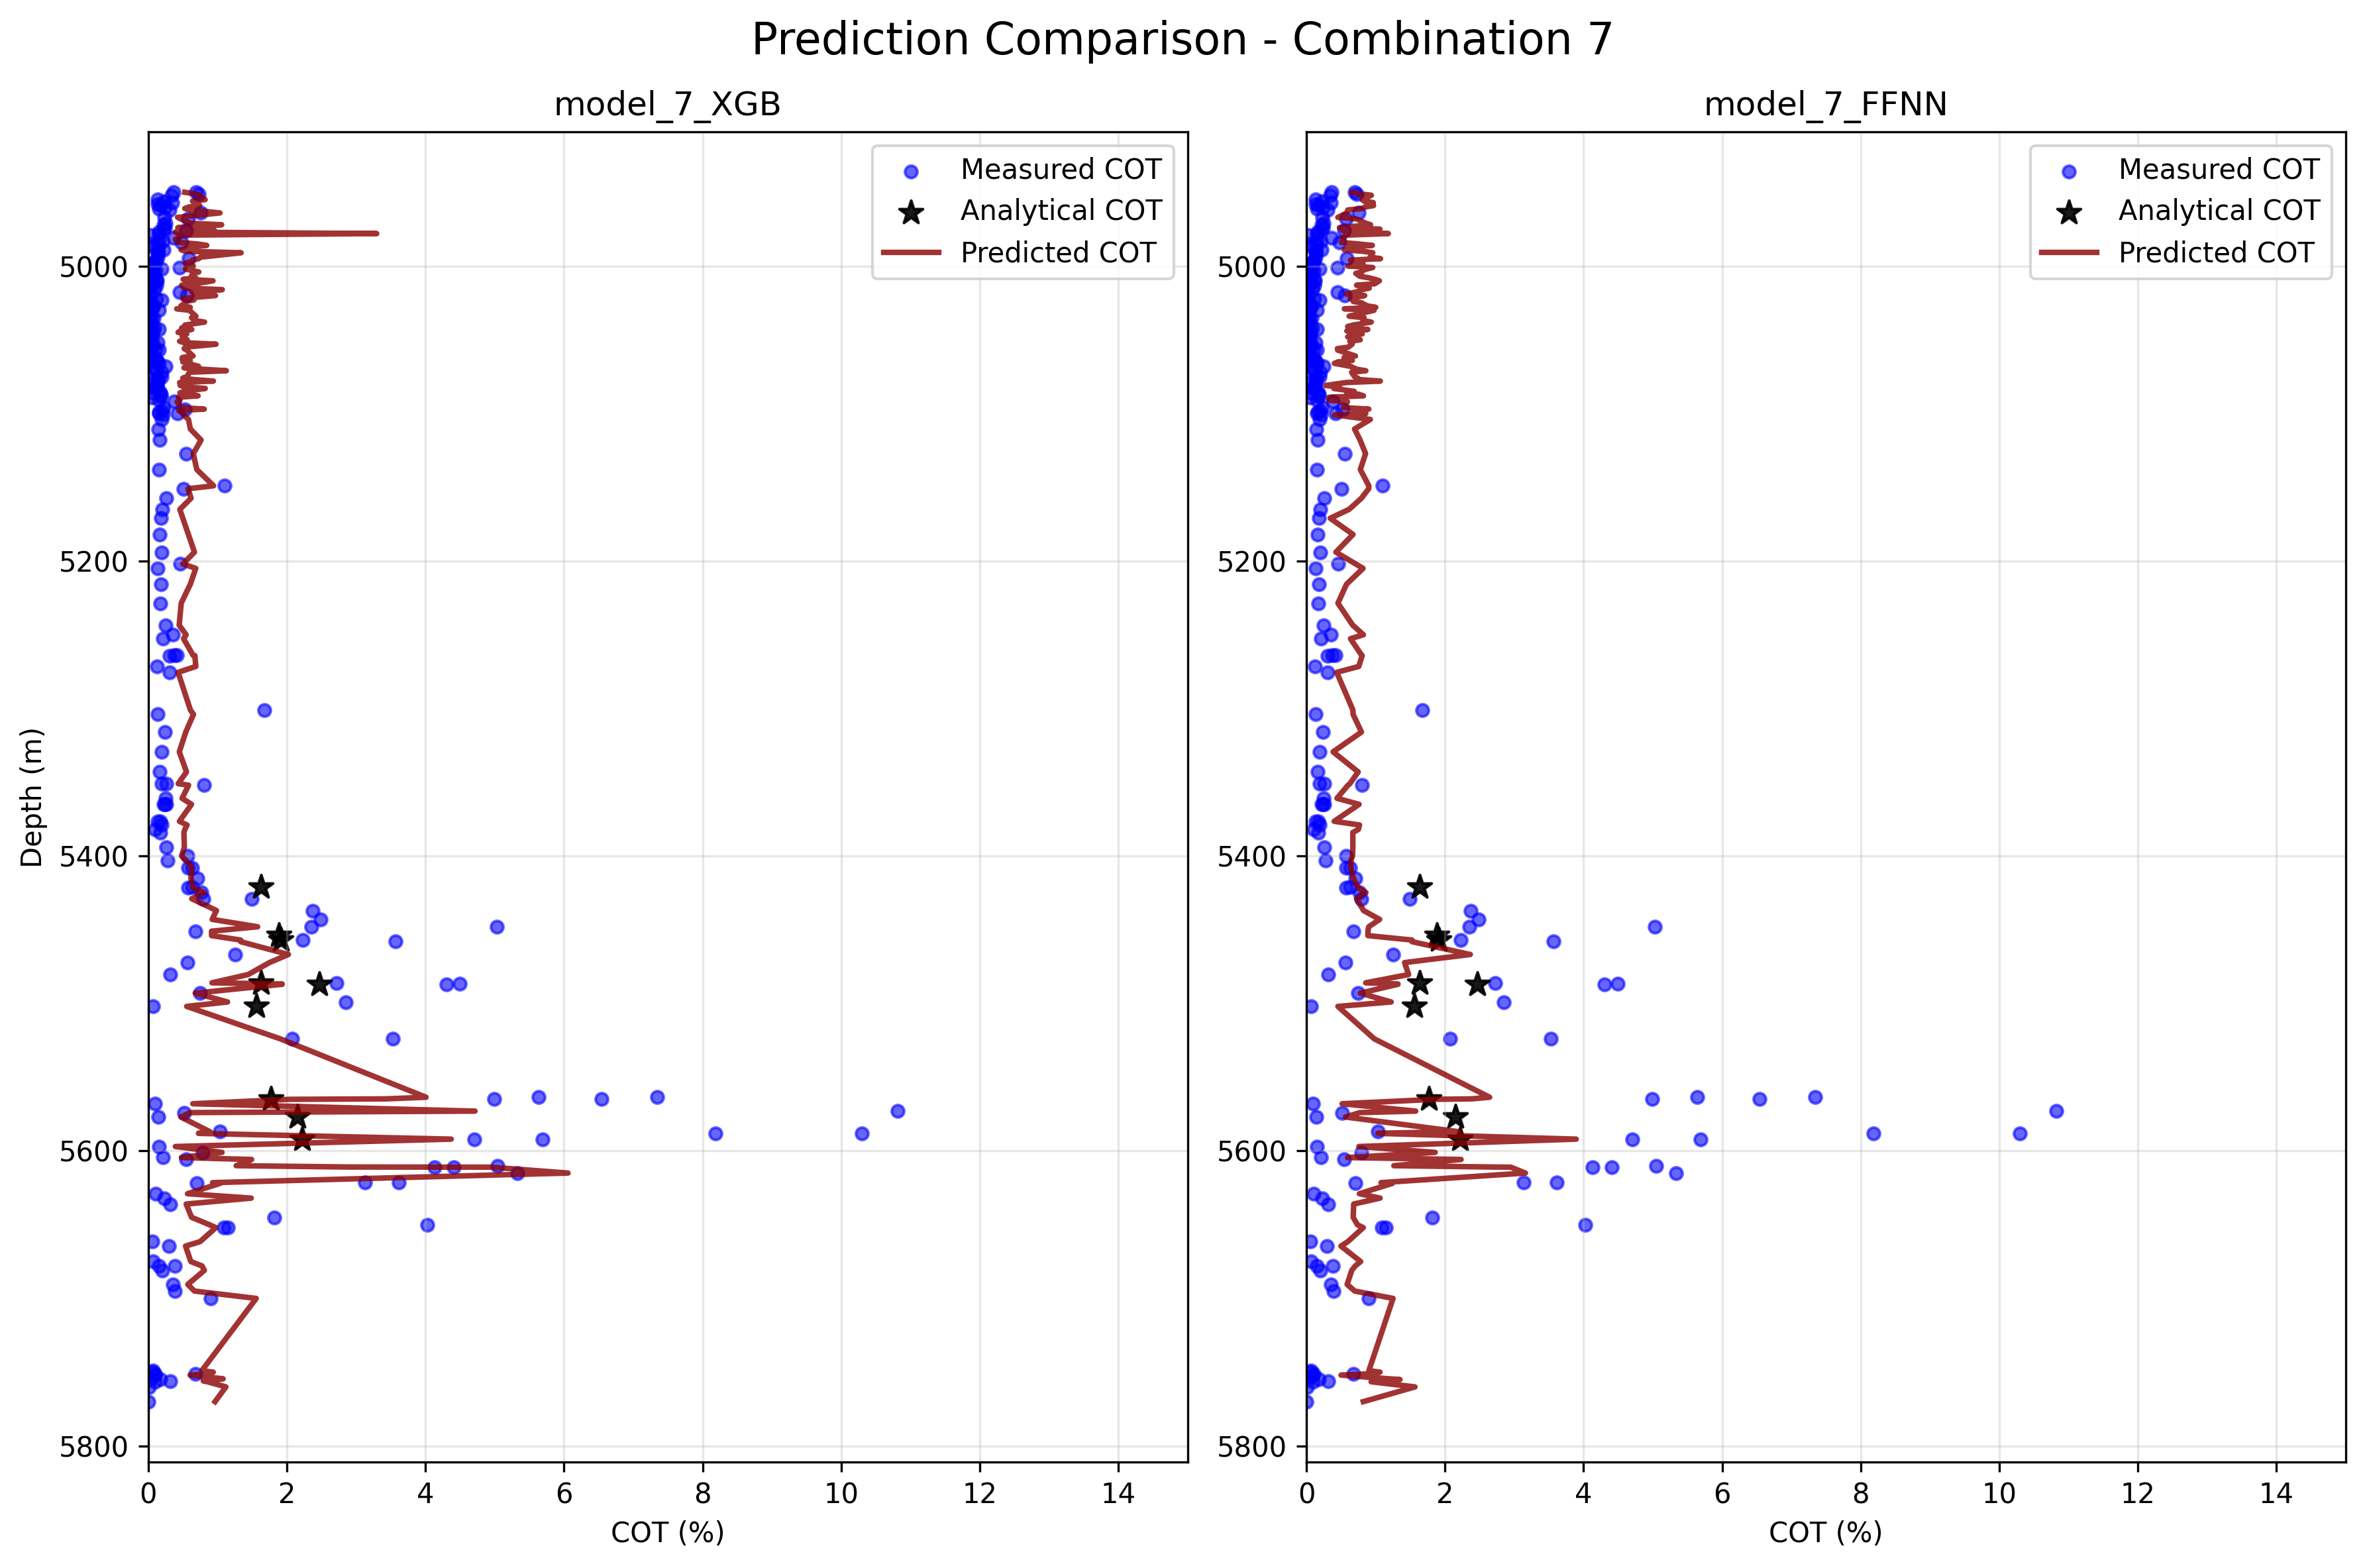 Prediction Comparison - Combination 7
model_7_XGB
Measured COT
Analytical COT
Predicted COT
5000
5200
5400
5600
5800
Depth (m)
0 2 4 6 8 10 12 14
COT (%)
model_7_FFNN
Measured COT
Analytical COT
Predicted COT
5000
5200
5400
5600
5800
0 2 4 6 8 10 12 14
COT (%)